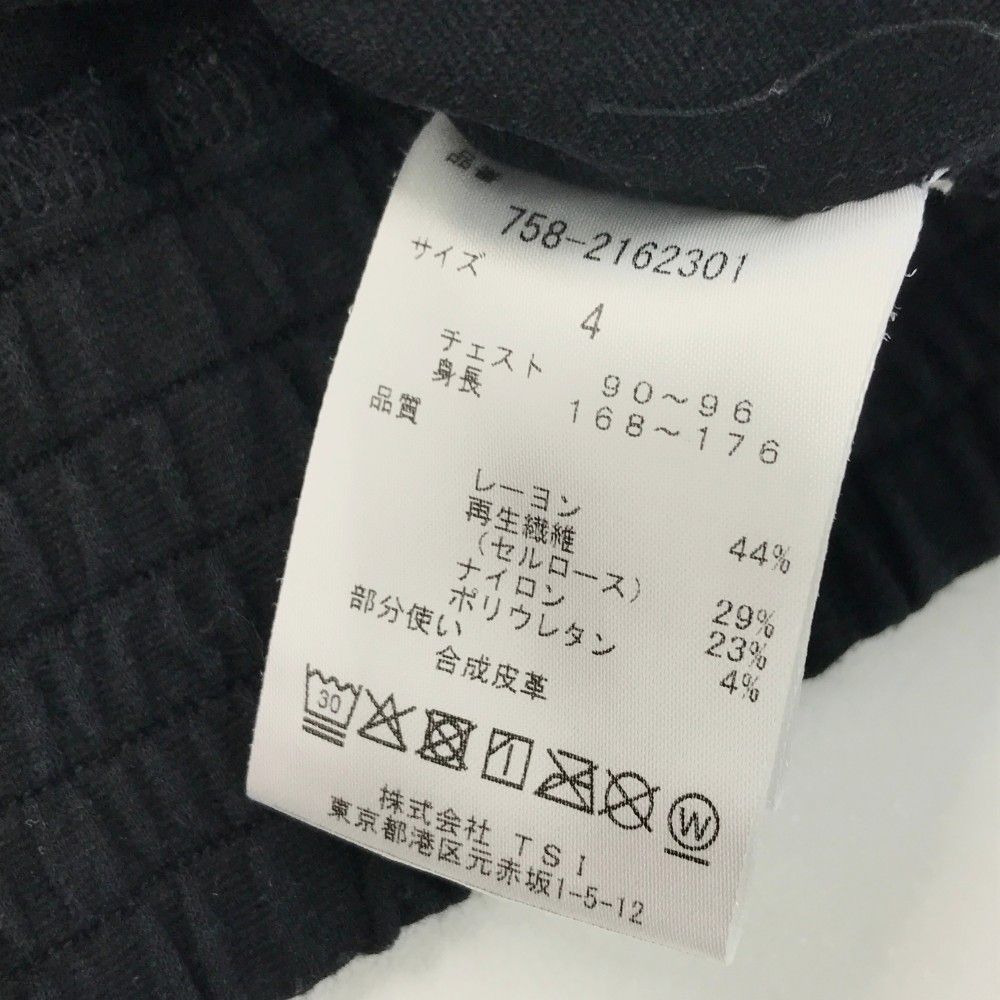 品番
758-2162301
サイズ
4
チェスト 90～96
身長 168～176
品質
レーヨン 44%
再生繊維
(セルロース) 29%
ナイロン 23%
ポリウレタン 4%
部分使い
合成皮革
30
W
株式会社 TSI
東京都港区元赤坂1-5-12